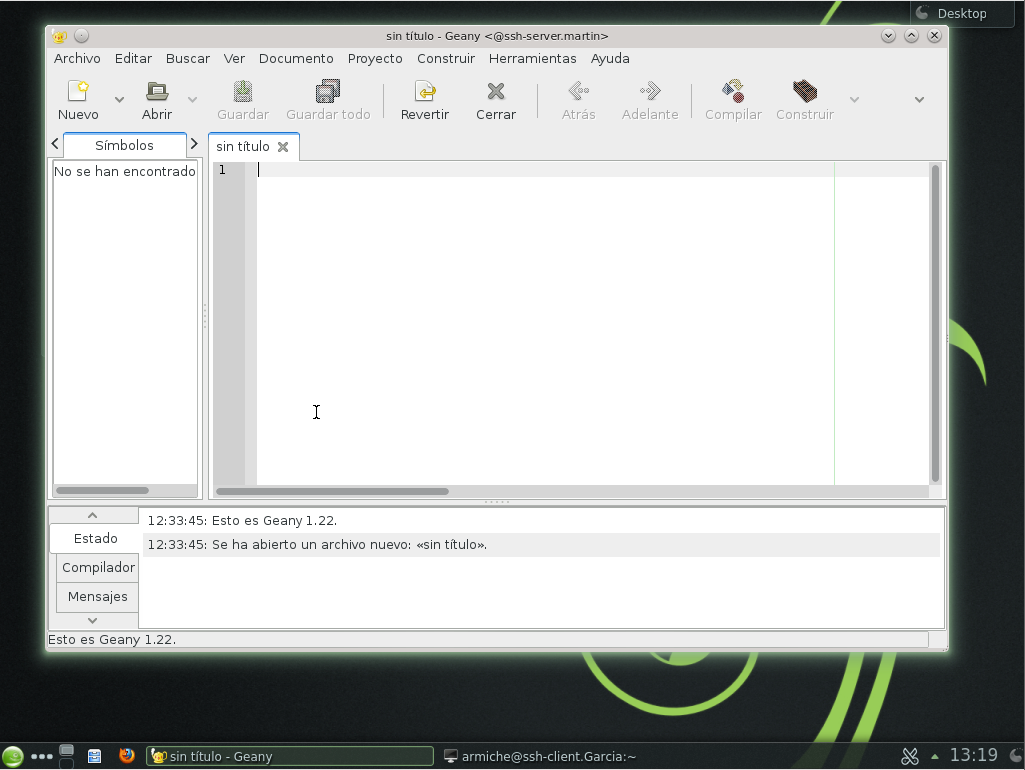 Desktop
sin título - Geany <@ssh-server.martin>
Archivo Editar Buscar Ver Documento Proyecto Construir Herramientas Ayuda
Nuevo Abrir Guardar Guardar todo Revertir Cerrar Atrás Adelante Compilar Construir
Símbolos sin título
No se han encontrado 1
12:33:45: Esto es Geany 1.22.
Estado 12:33:45: Se ha abierto un archivo nuevo: «sin título».
Compilador
Mensajes
Esto es Geany 1.22.
sin título - Geany armiche@ssh-client.Garcia:~ 13:19